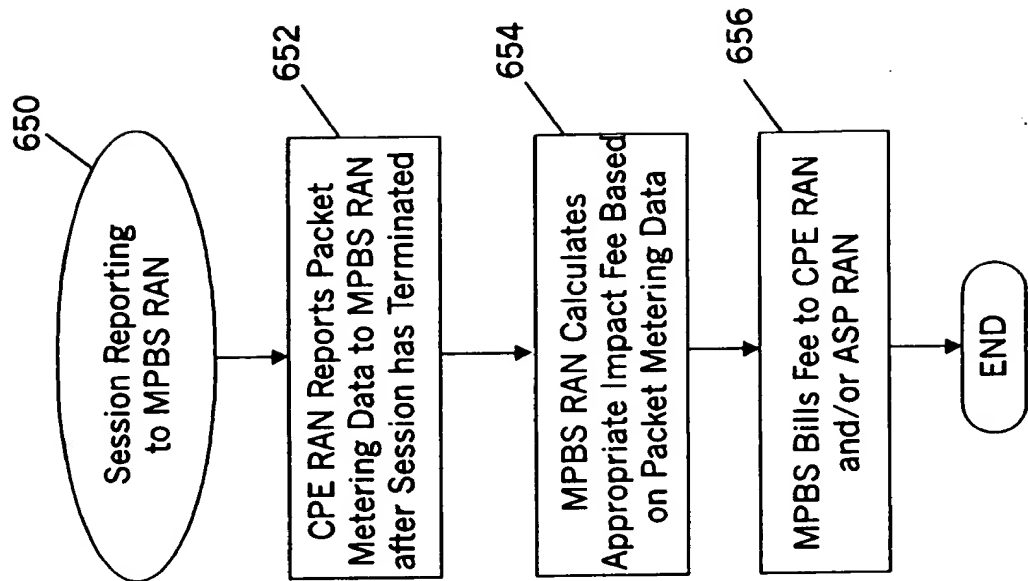 650
Session Reporting
to MPBS RAN
652
CPE RAN Reports Packet
Metering Data to MPBS RAN
after Session has Terminated
654
MPBS RAN Calculates
Appropriate Impact Fee Based
on Packet Metering Data
656
MPBS Bills Fee to CPE RAN
and/or ASP RAN
END